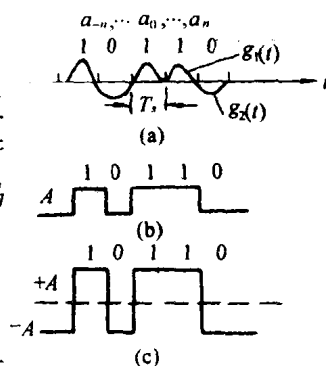 a₋ₙ,⋯ a₀ ,⋯,aₙ
1 0 1 1 0
g₁(t)
t
Tₛ
g₂(t)
(a)
1 0 1 1 0
A
(b)
1 0 1 1 0
+A
−A
(c)